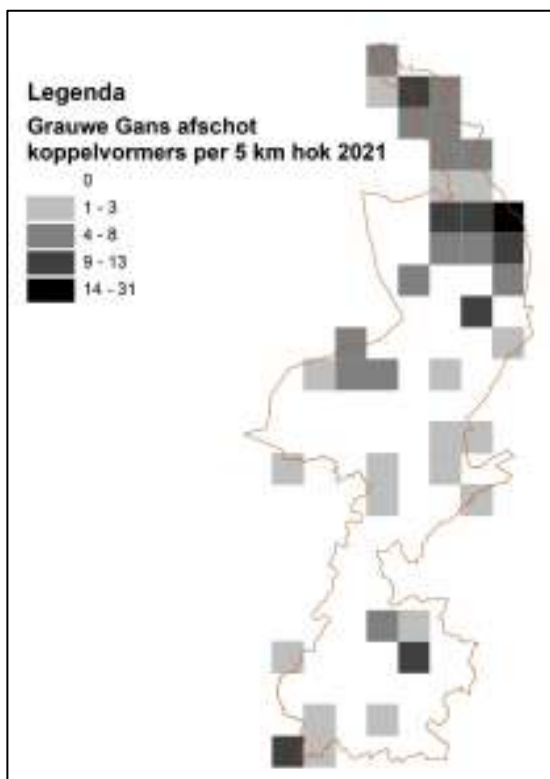 Legenda
Grauwe Gans afschot
koppelvormers per 5 km hok 2021
0
1 - 3
4 - 8
9 - 13
14 - 31